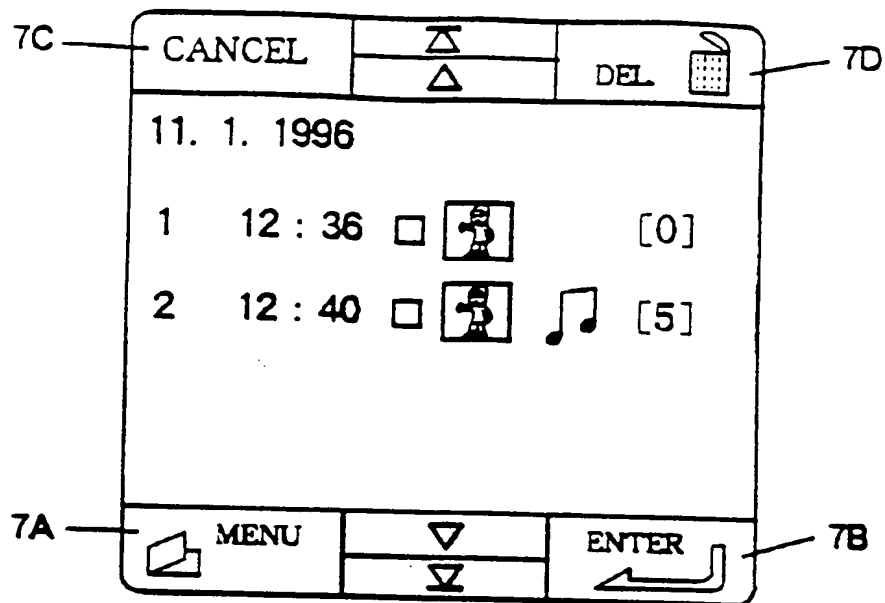 7C CANCEL DEL. 7D
11. 1. 1996
1 12 : 36 [0]
2 12 : 40 [5]
7A MENU ENTER 7B